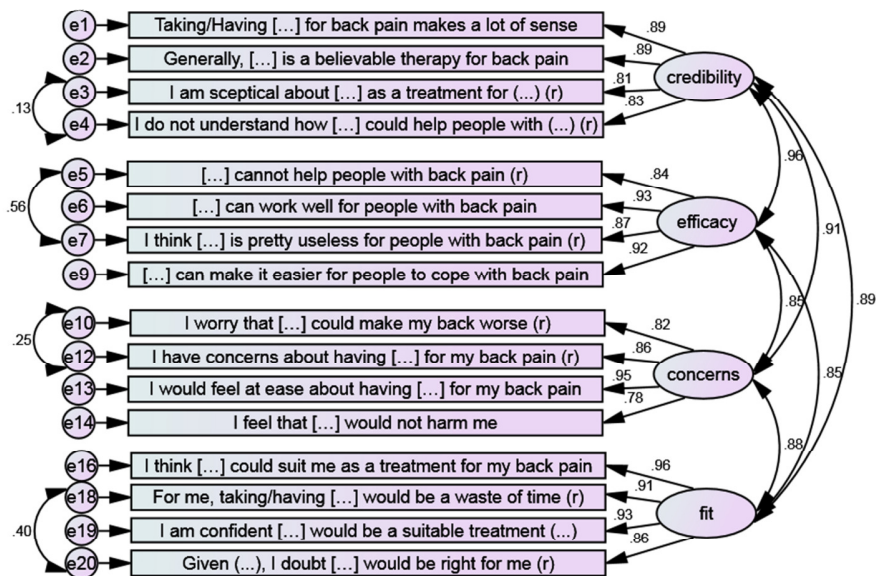 e1 Taking/Having [...] for back pain makes a lot of sense .89
e2 Generally, [...] is a believable therapy for back pain .89
e3 I am sceptical about [...] as a treatment for (...) (r) .81
e4 I do not understand how [...] could help people with (...) (r) .83
.13
credibility
e5 [...] cannot help people with back pain (r) .84
e6 [...] can work well for people with back pain .93
e7 I think [...] is pretty useless for people with back pain (r) .87
e9 [...] can make it easier for people to cope with back pain .92
.56
efficacy
.96
.91
e10 I worry that [...] could make my back worse (r) .82
e12 I have concerns about having [...] for my back pain (r) .86
e13 I would feel at ease about having [...] for my back pain .95
e14 I feel that [...] would not harm me .78
.25
concerns
.85
.89
.85
e16 I think [...] could suit me as a treatment for my back pain .96
e18 For me, taking/having [...] would be a waste of time (r) .91
e19 I am confident [...] would be a suitable treatment (...) .93
e20 Given (...), I doubt [...] would be right for me (r) .86
.40
fit
.88